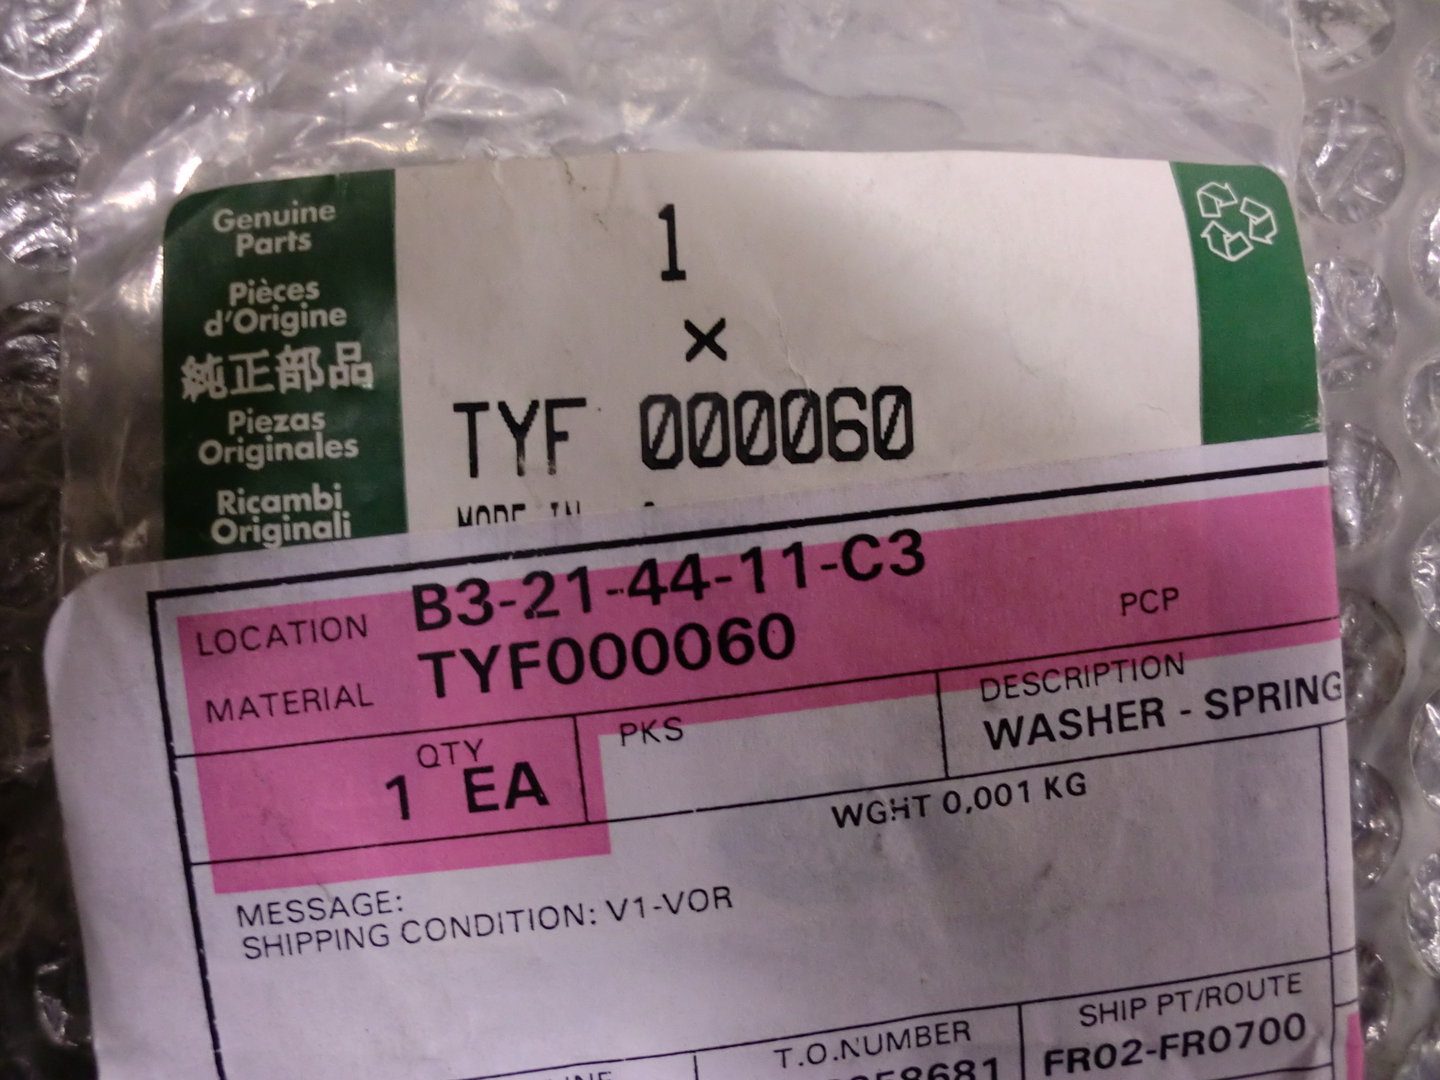 Genuine
Parts
Pièces
d'Origine
純正部品
Piezas
Originales
Ricambi
Originali
1
×
TYF 000060
MADE IN
LOCATION B3-21-44-11-C3
MATERIAL TYF000060
PCP
QTY
1 EA
PKS
DESCRIPTION
WASHER - SPRING
WGHT 0,001 KG
MESSAGE:
SHIPPING CONDITION: V1-VOR
T.O.NUMBER
SHIP PT/ROUTE
FR02-FR0700